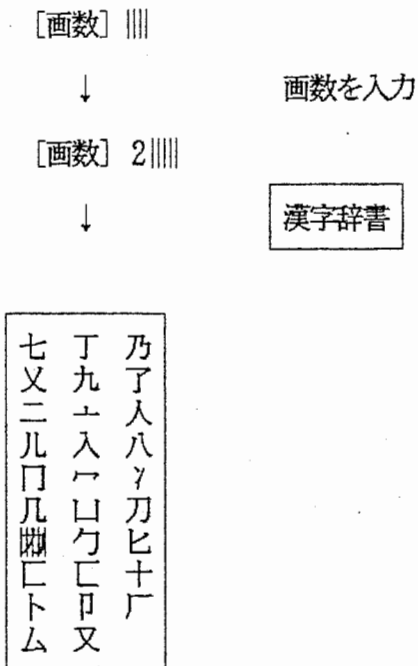 [画数]
↓ 画数を入力
[画数] 2
↓ 漢字辞書
七 丁 乃
乂 九 了
二 亠 人
儿 入 八
冂 冖 冫
几 凵 刀
勹 匕
匚 匸 十
卜 卩 厂
厶 又